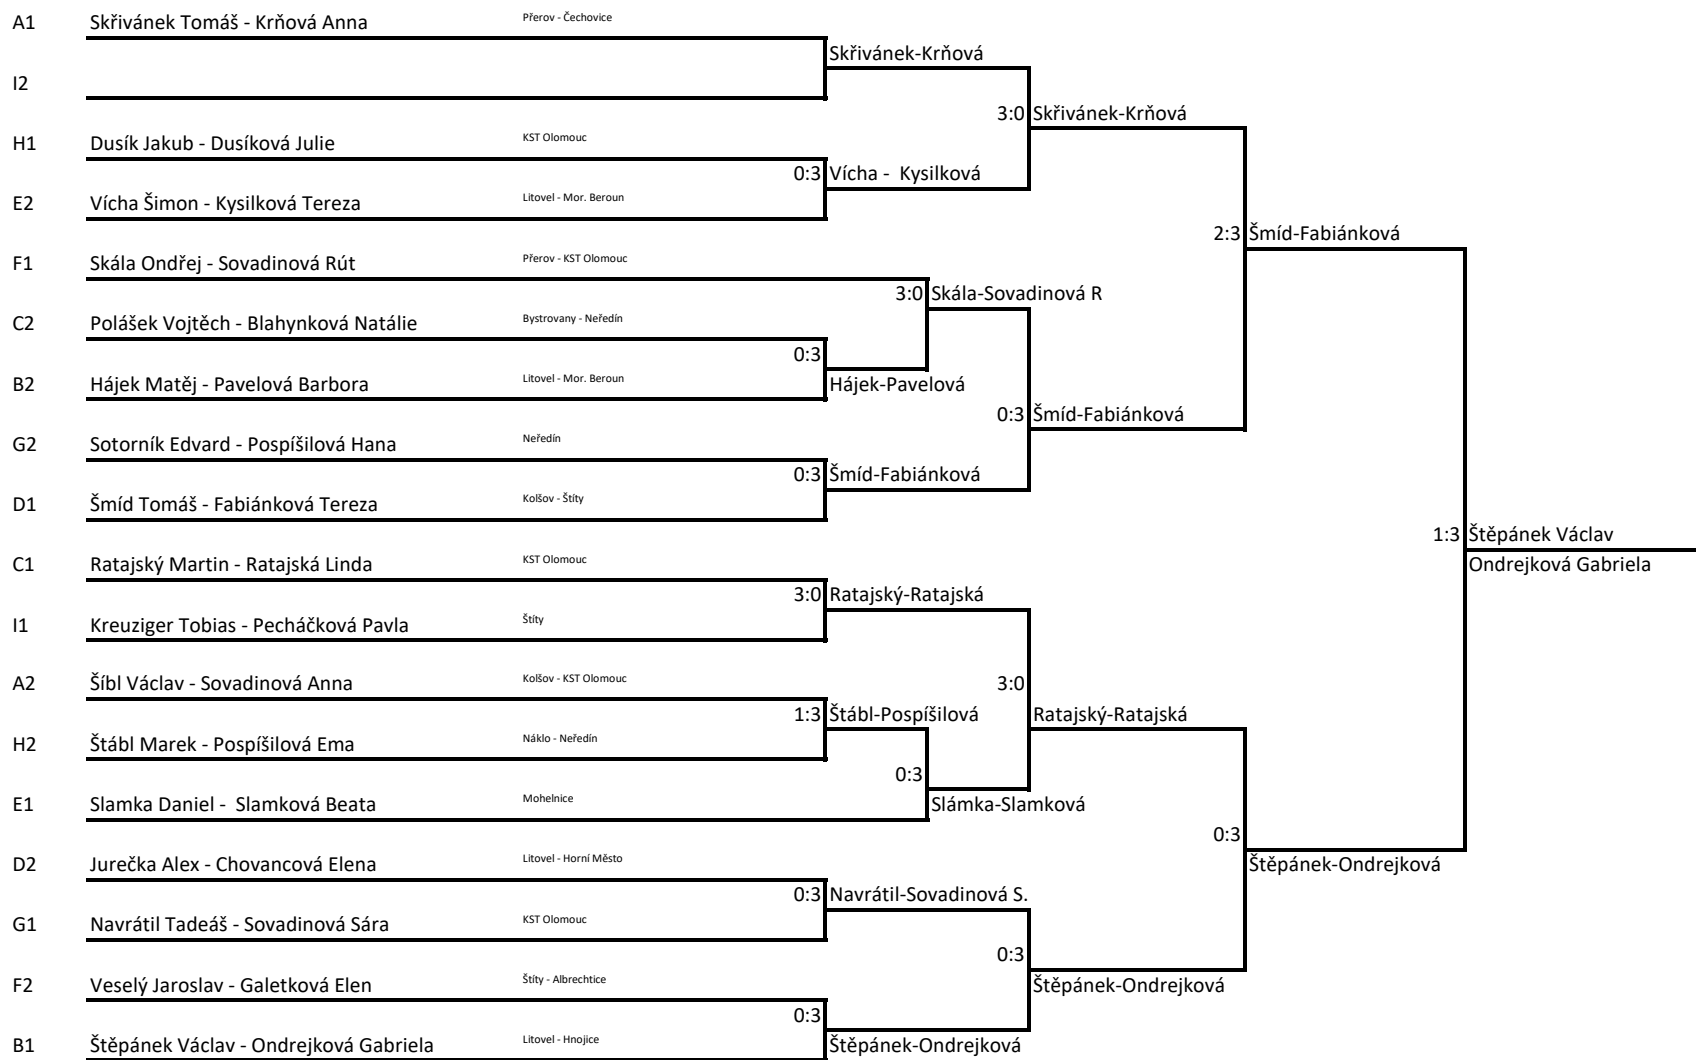 A1 Skřivánek Tomáš - Krňová Anna Přerov - Čechovice
Skřivánek-Krňová
I2
3:0 Skřivánek-Krňová
H1 Dusík Jakub - Dusíková Julie KST Olomouc
0:3 Vícha -  Kysilková
E2 Vícha Šimon - Kysilková Tereza Litovel - Mor. Beroun
2:3 Šmíd-Fabiánková
F1 Skála Ondřej - Sovadinová Rút Přerov - KST Olomouc
3:0 Skála-Sovadinová R
C2 Polášek Vojtěch - Blahynková Natálie Bystrovany - Neředín
0:3
B2 Hájek Matěj - Pavelová Barbora Litovel - Mor. Beroun Hájek-Pavelová
0:3 Šmíd-Fabiánková
G2 Sotorník Edvard - Pospíšilová Hana Neředín
0:3 Šmíd-Fabiánková
D1 Šmíd Tomáš - Fabiánková Tereza Kolšov - Štíty
1:3 Štěpánek Václav
C1 Ratajský Martin - Ratajská Linda KST Olomouc Ondrejková Gabriela
3:0 Ratajský-Ratajská
I1 Kreuziger Tobias - Pecháčková Pavla Štíty
A2 Šíbl Václav - Sovadinová Anna Kolšov - KST Olomouc 3:0
1:3 Štábl-Pospíšilová Ratajský-Ratajská
H2 Štábl Marek - Pospíšilová Ema Náklo - Neředín
0:3
E1 Slamka Daniel -  Slamková Beata Mohelnice Slámka-Slamková
0:3
D2 Jurečka Alex - Chovancová Elena Litovel - Horní Město Štěpánek-Ondrejková
0:3 Navrátil-Sovadinová S.
G1 Navrátil Tadeáš - Sovadinová Sára KST Olomouc
0:3
F2 Veselý Jaroslav - Galetková Elen Štíty - Albrechtice Štěpánek-Ondrejková
0:3
B1 Štěpánek Václav - Ondrejková Gabriela Litovel - Hnojice Štěpánek-Ondrejková